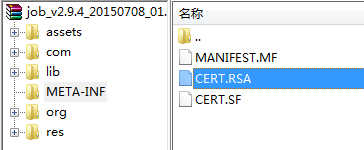 job_v2.9.4_20150708_01.
assets
com
lib
META-INF
org
res
名称
..
MANIFEST.MF
CERT.RSA
CERT.SF